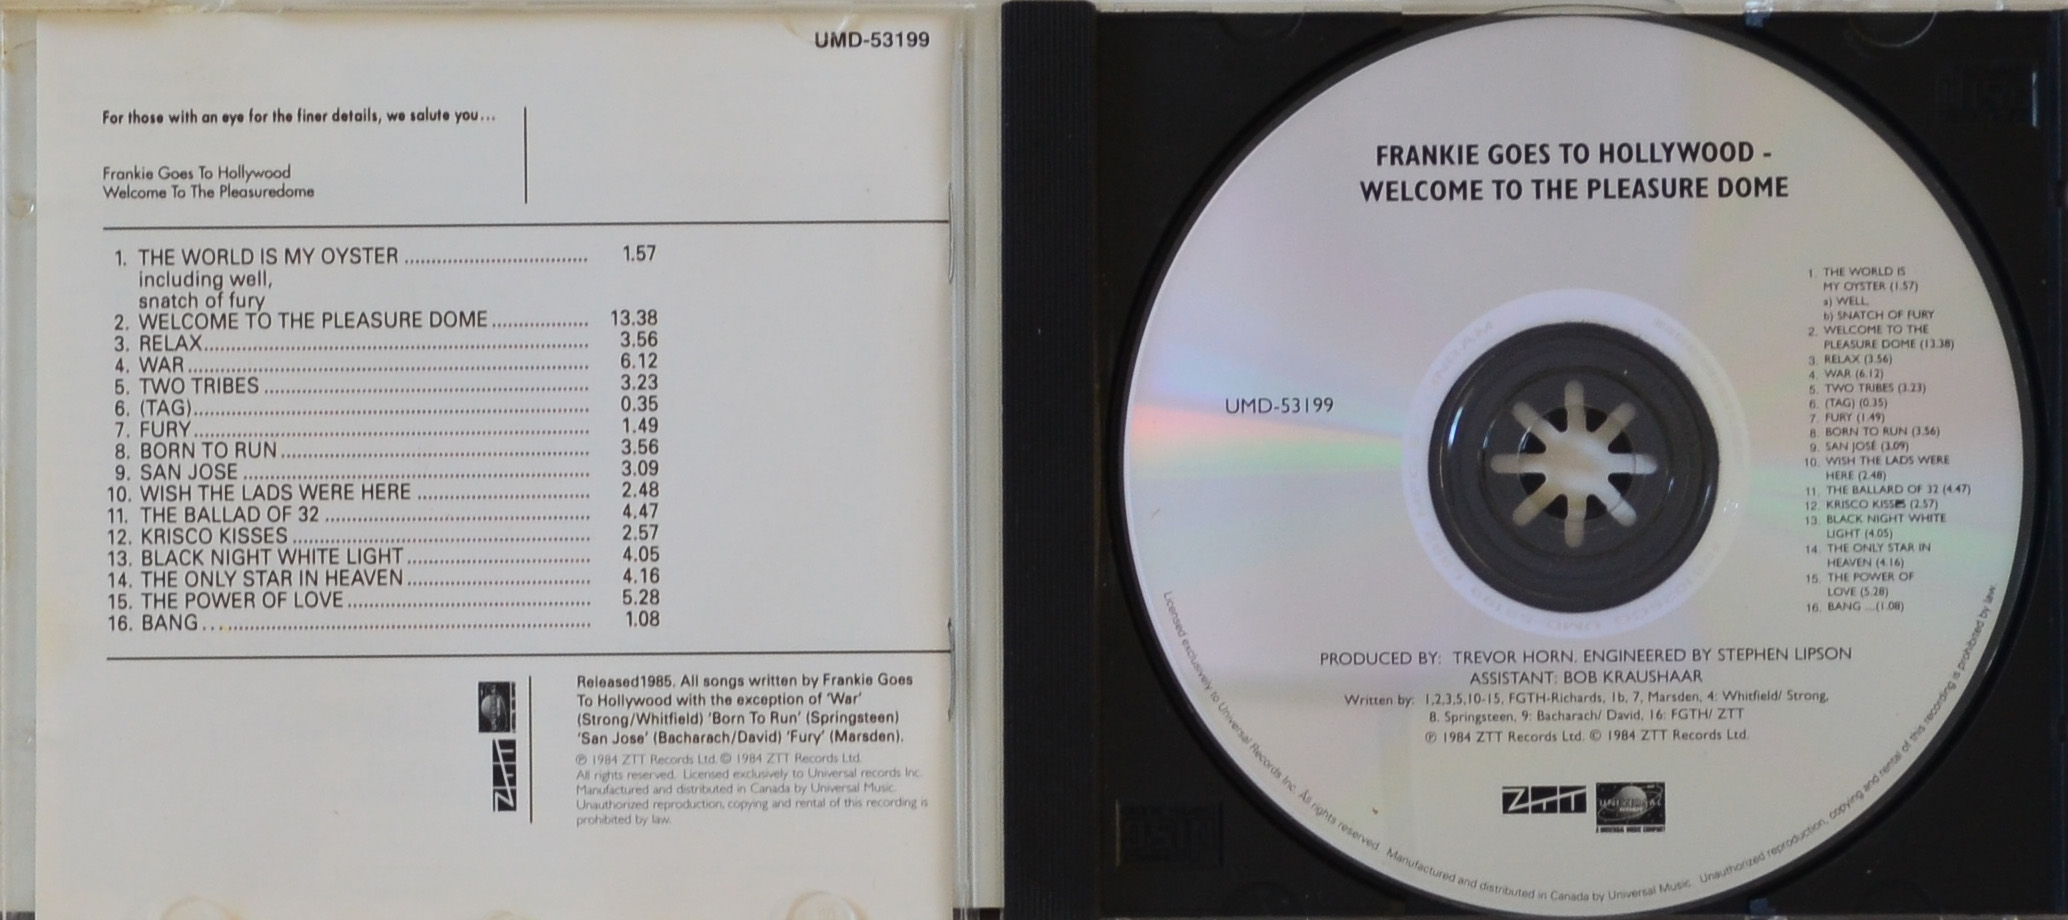 UMD-53199
For those with an eye for the finer details, we salute you...
Frankie Goes To Hollywood
Welcome To The Pleasuredome
1. THE WORLD IS MY OYSTER ........ 1.57
including well,
snatch of fury
2. WELCOME TO THE PLEASURE DOME ........ 13.38
3. RELAX ........ 3.56
4. WAR ........ 6.12
5. TWO TRIBES ........ 3.23
6. (TAG) ........ 0.35
7. FURY ........ 1.49
8. BORN TO RUN ........ 3.56
9. SAN JOSE ........ 3.09
10. WISH THE LADS WERE HERE ........ 2.48
11. THE BALLAD OF 32 ........ 4.47
12. KRISCO KISSES ........ 2.57
13. BLACK NIGHT WHITE LIGHT ........ 4.05
14. THE ONLY STAR IN HEAVEN ........ 4.16
15. THE POWER OF LOVE ........ 5.28
16. BANG ........ 1.08
ZTT
Released 1985. All songs written by Frankie Goes
To Hollywood with the exception of 'War'
(Strong/Whitfield) 'Born To Run' (Springsteen)
'San Jose' (Bacharach/David) 'Fury' (Marsden).
℗ 1984 ZTT Records Ltd. © 1984 ZTT Records Ltd.
All rights reserved. Licensed exclusively to Universal records Inc.
Manufactured and distributed in Canada by Universal Music.
Unauthorized reproduction, copying and rental of this recording is
prohibited by law.
FRANKIE GOES TO HOLLYWOOD -
WELCOME TO THE PLEASURE DOME
UMD-53199
1. THE WORLD IS
MY OYSTER (1.57)
a) WELL
b) SNATCH OF FURY
2. WELCOME TO THE
PLEASURE DOME (13.38)
3. RELAX (3.56)
4. WAR (6.12)
5. TWO TRIBES (3.23)
6. (TAG) (0.35)
7. FURY (1.49)
8. BORN TO RUN (3.56)
9. SAN JOSE (3.09)
10. WISH THE LADS WERE
HERE (2.48)
11. THE BALLARD OF 32 (4.47)
12. KRISCO KISSES (2.57)
13. BLACK NIGHT WHITE
LIGHT (4.05)
14. THE ONLY STAR IN
HEAVEN (4.16)
15. THE POWER OF
LOVE (5.28)
16. BANG ...(1.08)
PRODUCED BY: TREVOR HORN. ENGINEERED BY STEPHEN LIPSON
ASSISTANT: BOB KRAUSHAAR
Written by: 1,2,3,5,10-15, FGTH-Richards, 1b, 7, Marsden, 4: Whitfield/ Strong,
8. Springsteen, 9: Bacharach/ David, 16: FGTH/ ZTT
℗ 1984 ZTT Records Ltd. © 1984 ZTT Records Ltd.
ZTT
UNIVERSAL
A UNIVERSAL MUSIC COMPANY
Licensed exclusively to Universal Records Inc. All rights reserved. Manufactured and distributed in Canada by Universal Music. Unauthorized reproduction, copying and rental of this recording is prohibited by law.